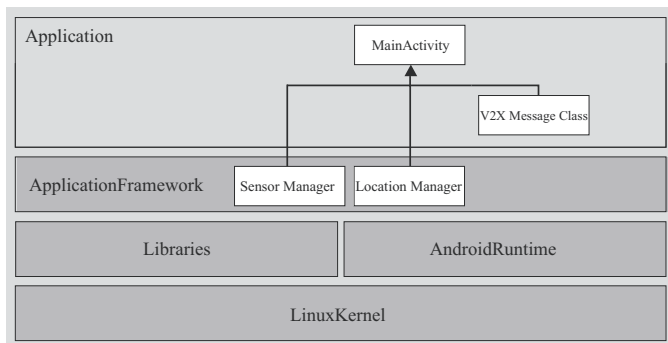 Application
MainActivity
V2X Message Class
ApplicationFramework
Sensor Manager
Location Manager
Libraries
AndroidRuntime
LinuxKernel